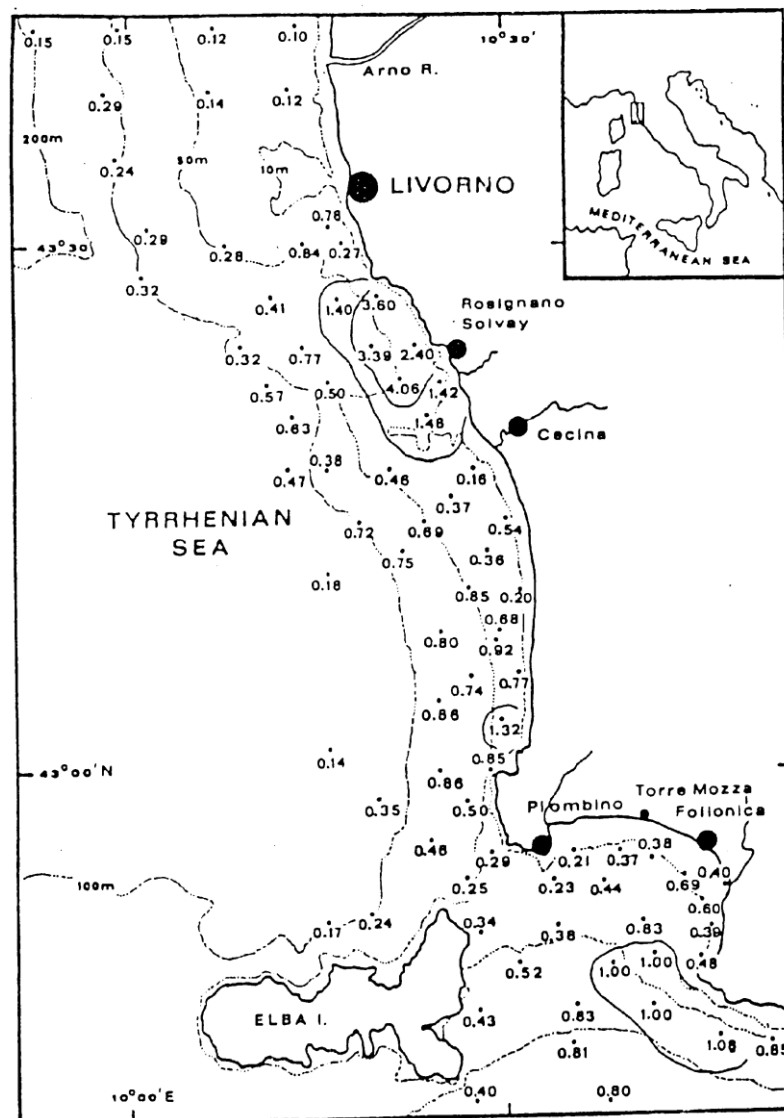 0.15 0.15 0.12 0.10 10°30'
Arno R.
0.29 0.14 0.12
200m
50m 10m
0.24
LIVORNO
0.78
43°30'
0.29 0.28 0.84 0.27
MEDITERRANEAN SEA
0.32
0.41 1.40 3.60
Rosignano
Solvay
0.32 0.77 3.39 2.40
0.57 0.50 4.06 1.42
0.63 1.48
Cecina
0.38
0.47 0.46 0.16
0.37
TYRRHENIAN
SEA
0.72 0.69 0.54
0.75 0.36
0.18
0.85 0.20
0.68
0.80 0.92
0.74 0.77
0.86
1.32
43°00'N
0.14 0.86 0.85
Torre Mozza
Piombino Follonica
0.35 0.50
0.46 0.29 0.21 0.37 0.38
0.40
100m
0.25 0.23 0.44 0.69
0.60
0.17 0.24 0.34 0.38 0.83 0.39
0.52 1.00 1.00 0.48
ELBA I.
0.43 0.83 1.00
0.81 1.06 0.85
10°00'E
0.40 0.80